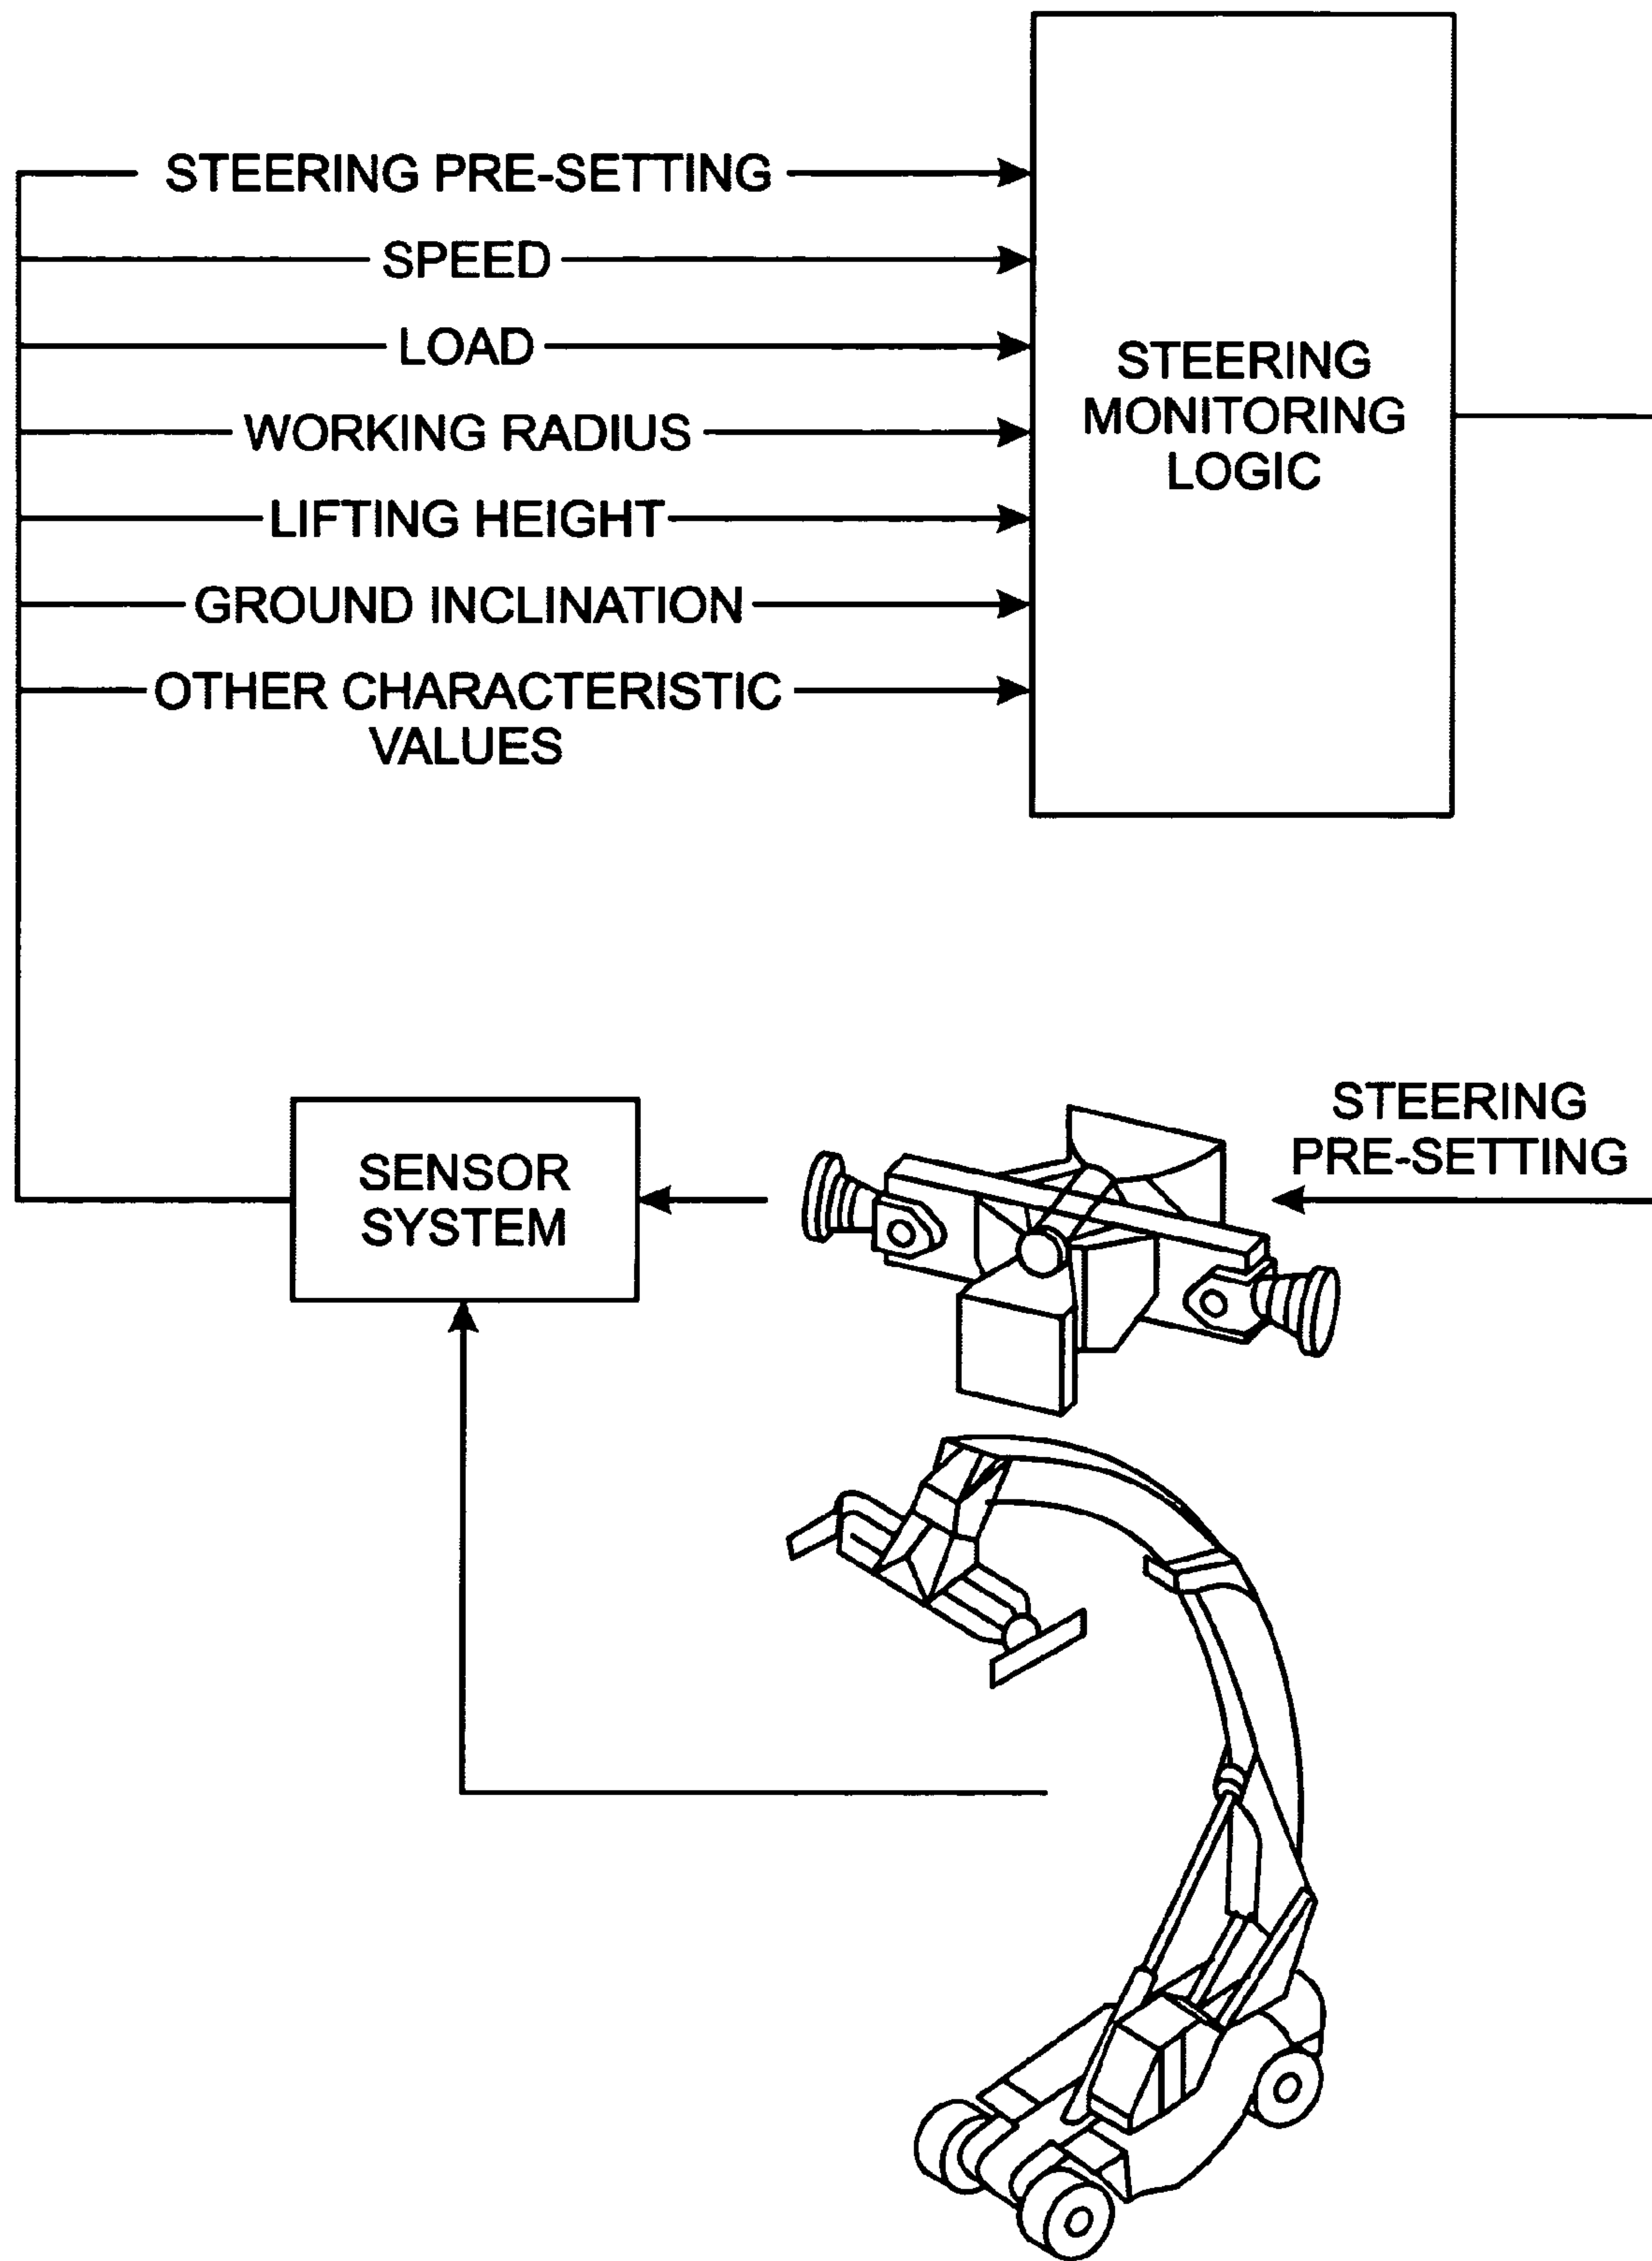 STEERING PRE-SETTING
SPEED
LOAD
WORKING RADIUS
LIFTING HEIGHT
GROUND INCLINATION
OTHER CHARACTERISTIC
VALUES
STEERING
MONITORING
LOGIC
SENSOR
SYSTEM
STEERING
PRE-SETTING